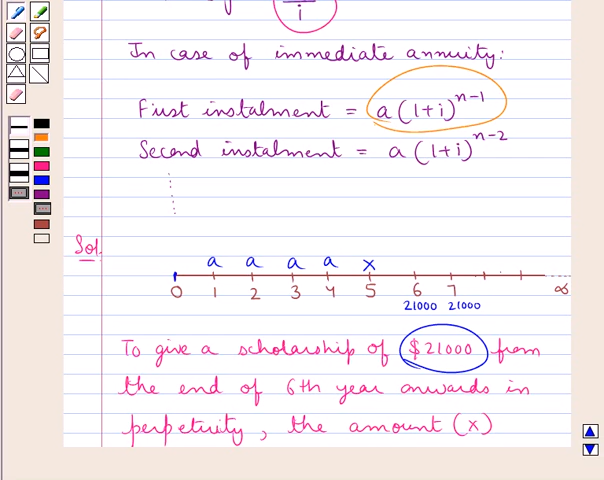 i
In case of immediate annuity:
First instalment = a(1+i)^{n-1}
Second instalment = a(1+i)^{n-2}
Sol.
a a a a x
0 1 2 3 4 5 6 7 ∞
21000 21000
To give a scholarship of $21000 from
the end of 6th year onwards in
perpetuity, the amount (x)